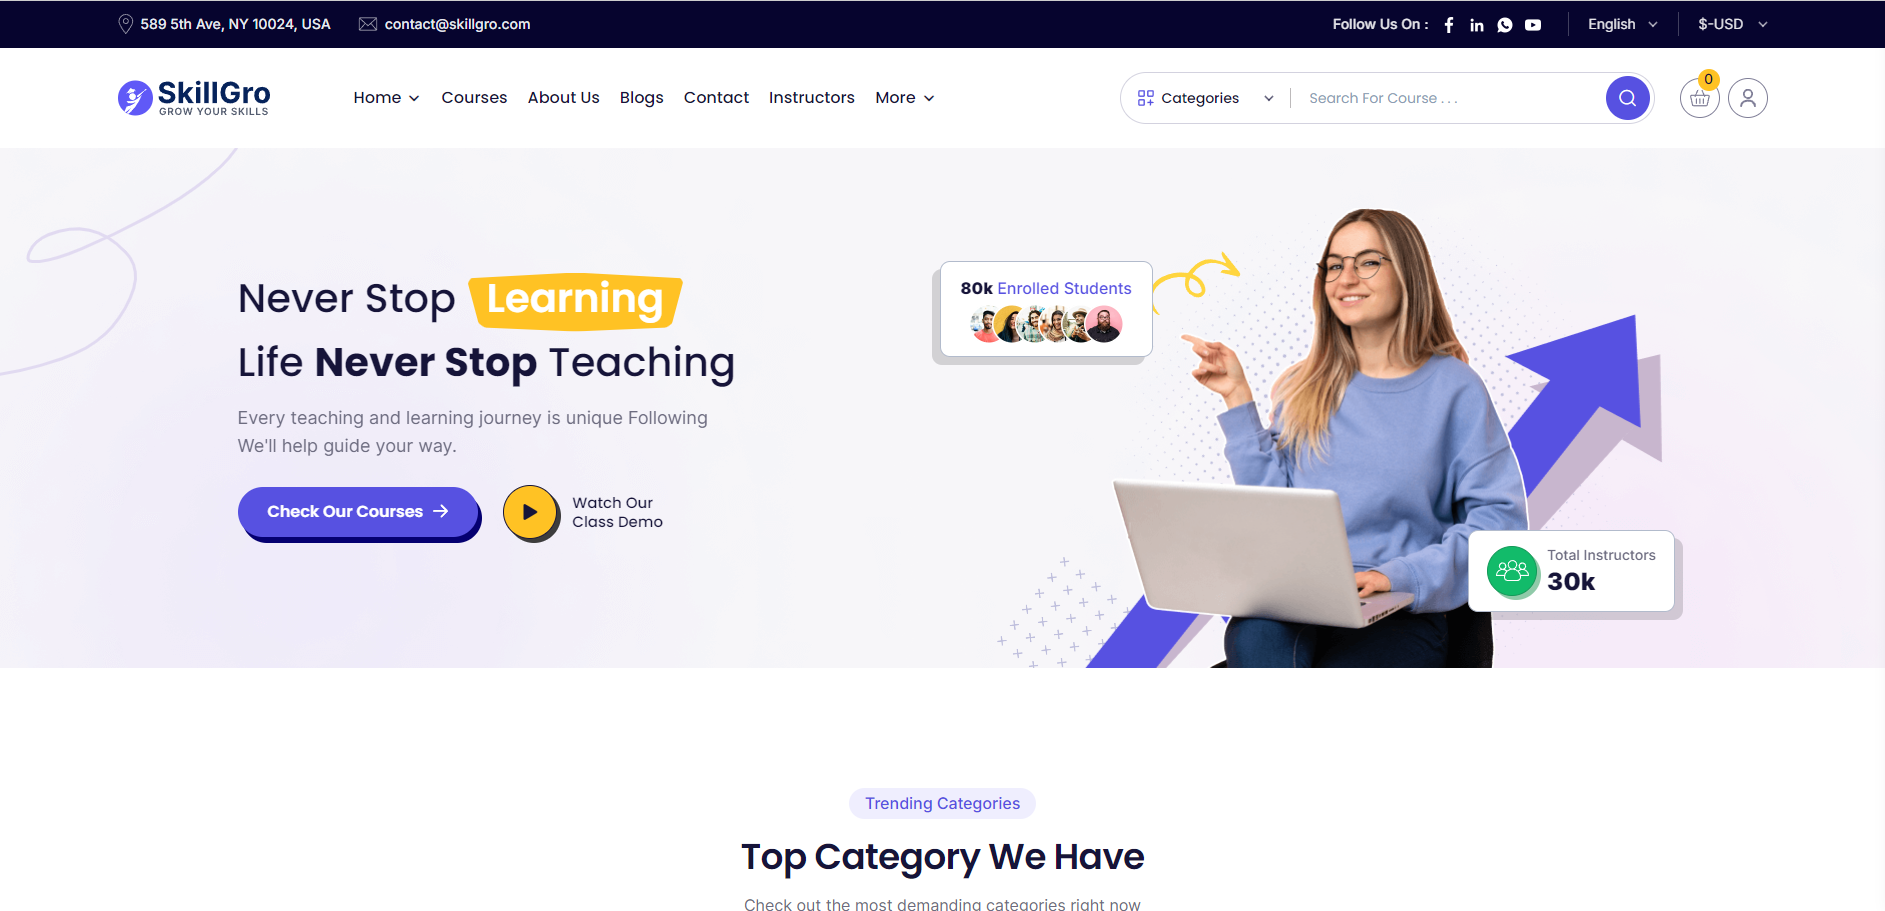 589 5th Ave, NY 10024, USA
contact@skillgro.com
Follow Us On :
English
$-USD
SkillGro
GROW YOUR SKILLS
Home
Courses
About Us
Blogs
Contact
Instructors
More
Categories
Search For Course . . .
0
Never Stop Learning
Life Never Stop Teaching
Every teaching and learning journey is unique Following
We'll help guide your way.
Check Our Courses
Watch Our
Class Demo
80k Enrolled Students
Total Instructors
30k
Trending Categories
Top Category We Have
Check out the most demanding categories right now